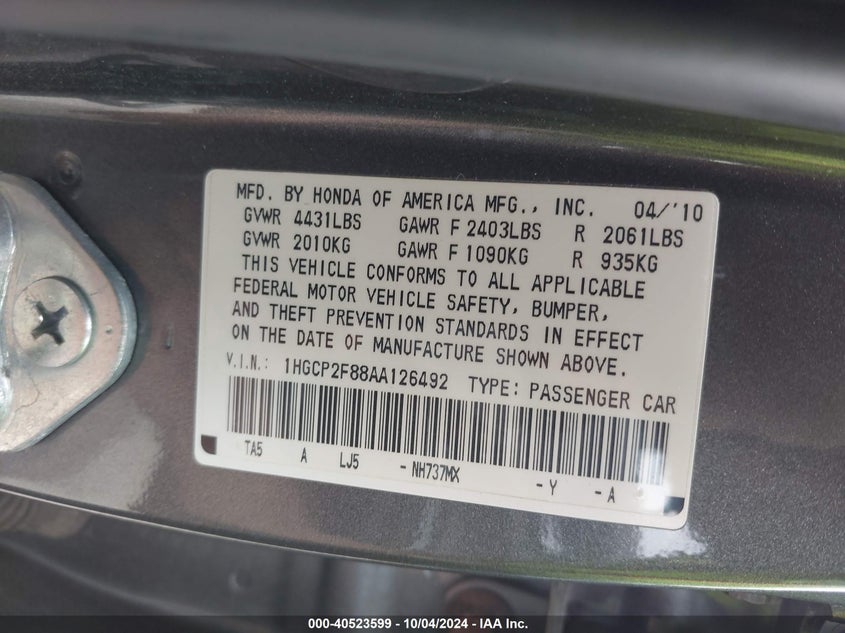 MFD. BY HONDA OF AMERICA MFG., INC. 04/'10
GVWR 4431LBS GAWR F 2403LBS R 2061LBS
GVWR 2010KG GAWR F 1090KG R 935KG
THIS VEHICLE CONFORMS TO ALL APPLICABLE
FEDERAL MOTOR VEHICLE SAFETY, BUMPER,
AND THEFT PREVENTION STANDARDS IN EFFECT
ON THE DATE OF MANUFACTURE SHOWN ABOVE.
V.I.N.: 1HGCP2F88AA126492 TYPE: PASSENGER CAR
TA5 A LJ5 -NH737MX -Y -A
000-40523599 - 10/04/2024 - IAA Inc.